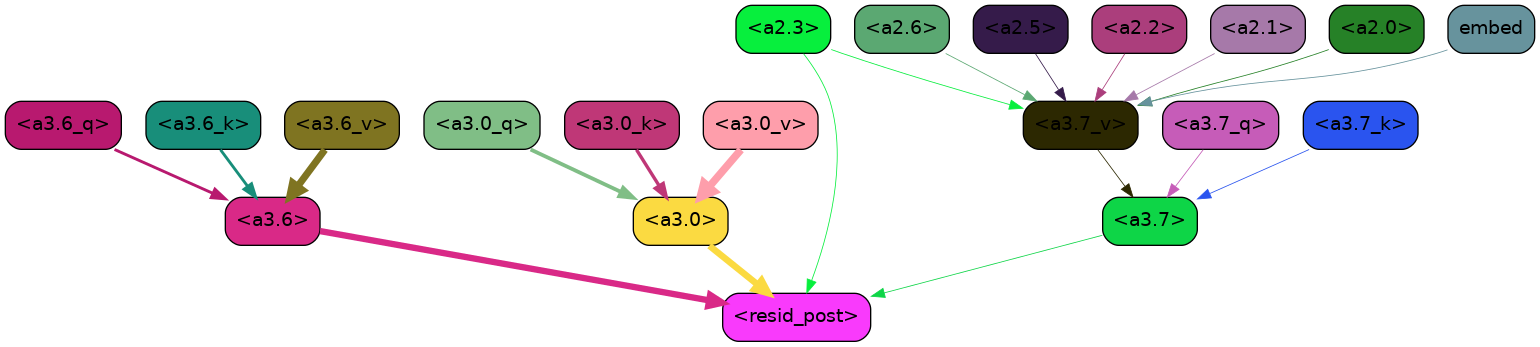 <a2.3> <a2.6> <a2.5> <a2.2> <a2.1> <a2.0> embed
<a3.6_q> <a3.6_k> <a3.6_v> <a3.0_q> <a3.0_k> <a3.0_v> <a3.7_v> <a3.7_q> <a3.7_k>
<a3.6> <a3.0> <a3.7>
<resid_post>